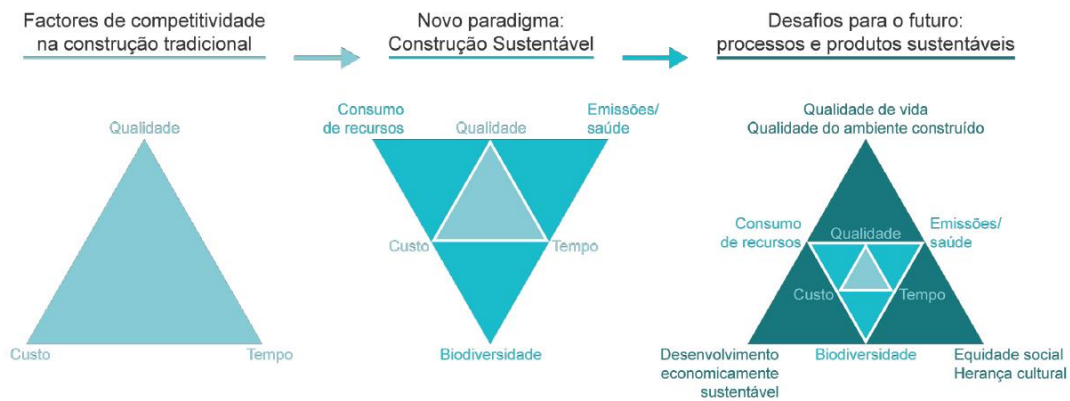 Factores de competitividade
na construção tradicional
Qualidade
Custo
Tempo
Novo paradigma:
Construção Sustentável
Consumo
de recursos
Qualidade
Emissões/
saúde
Custo
Tempo
Biodiversidade
Desafios para o futuro:
processos e produtos sustentáveis
Qualidade de vida
Qualidade do ambiente construído
Consumo
de recursos
Qualidade
Emissões/
saúde
Custo
Tempo
Desenvolvimento
economicamente
sustentável
Biodiversidade
Equidade social
Herança cultural